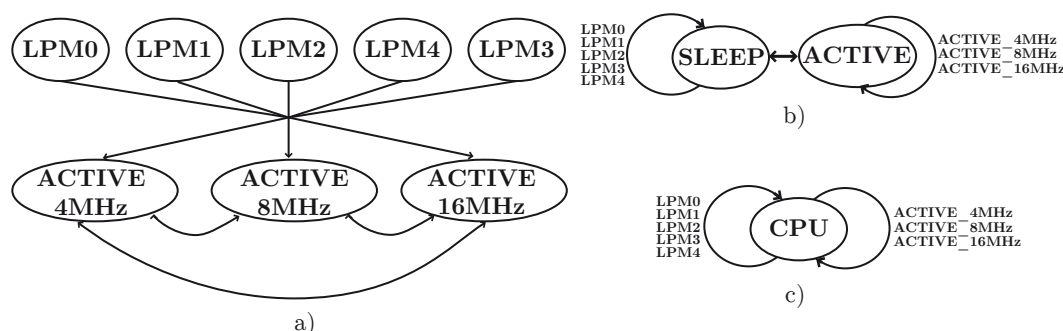 LPM0
LPM1
LPM2
LPM4
LPM3
ACTIVE
4MHz
ACTIVE
8MHz
ACTIVE
16MHz
a)
LPM0
LPM1
LPM2
LPM3
LPM4
SLEEP
ACTIVE
ACTIVE_4MHz
ACTIVE_8MHz
ACTIVE_16MHz
b)
LPM0
LPM1
LPM2
LPM3
LPM4
CPU
ACTIVE_4MHz
ACTIVE_8MHz
ACTIVE_16MHz
c)